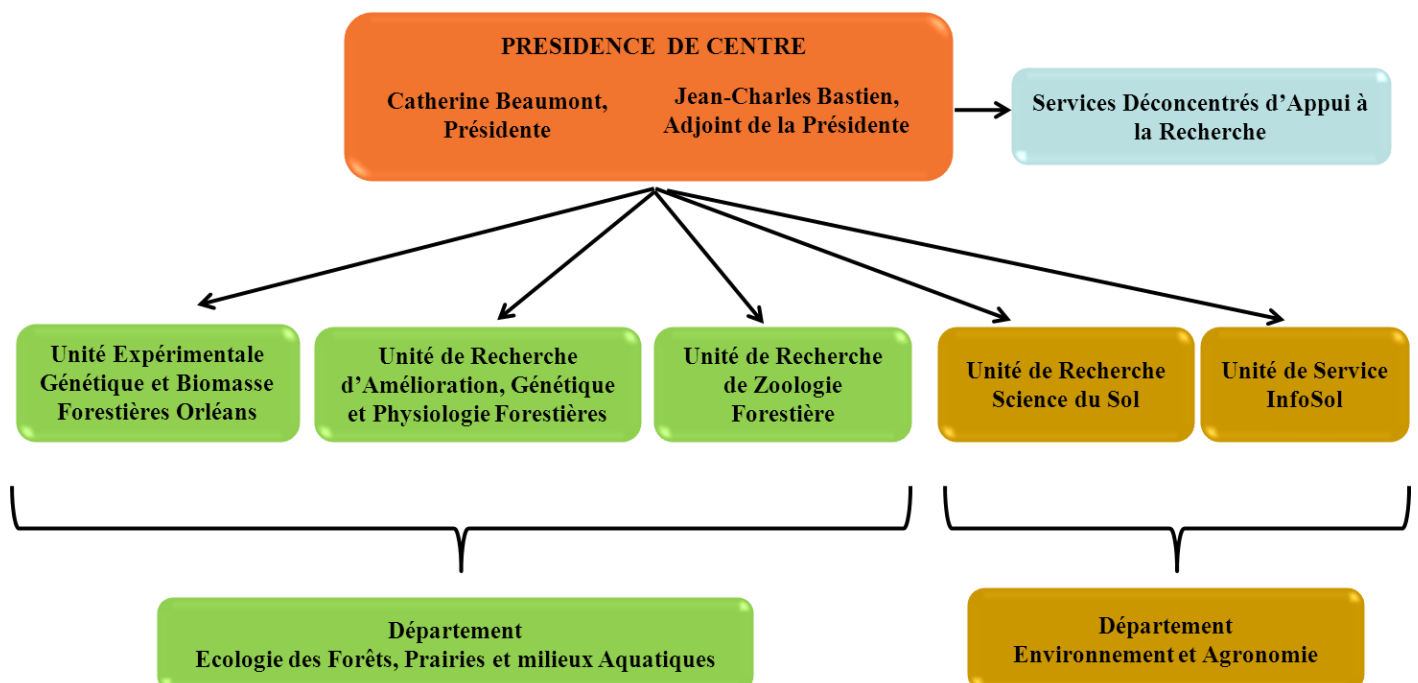 PRESIDENCE DE CENTRE
Catherine Beaumont,
Présidente
Jean-Charles Bastien,
Adjoint de la Présidente
Services Déconcentrés d’Appui à
la Recherche
Unité Expérimentale
Génétique et Biomasse
Forestières Orléans
Unité de Recherche
d’Amélioration, Génétique
et Physiologie Forestières
Unité de Recherche
de Zoologie
Forestière
Unité de Recherche
Science du Sol
Unité de Service
InfoSol
Département
Ecologie des Forêts, Prairies et milieux Aquatiques
Département
Environnement et Agronomie